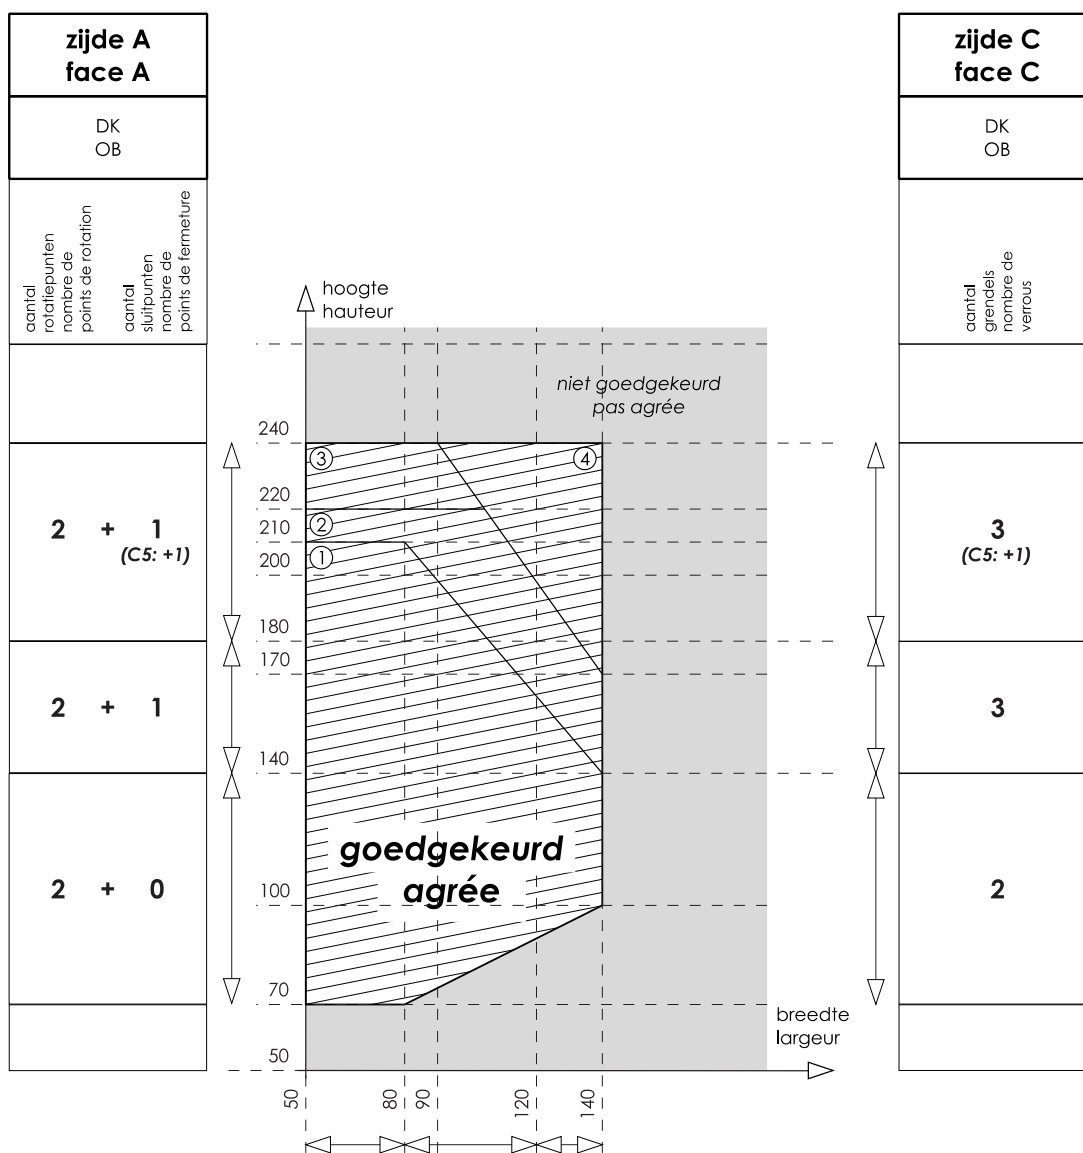 zijde A
face A
DK
OB
aantal
rotatiepunten
nombre de
points de rotation
aantal
sluitpunten
nombre de
points de fermeture
2 + 1
(C5: +1)
2 + 1
2 + 0
hoogte
hauteur
niet goedgekeurd
pas agrée
240
220
210
200
180
170
140
100
70
50
3
4
2
1
goedgekeurd
agrée
breedte
largeur
50
80
90
120
140
zijde C
face C
DK
OB
aantal
grendels
nombre de
verrous
3
(C5: +1)
3
2